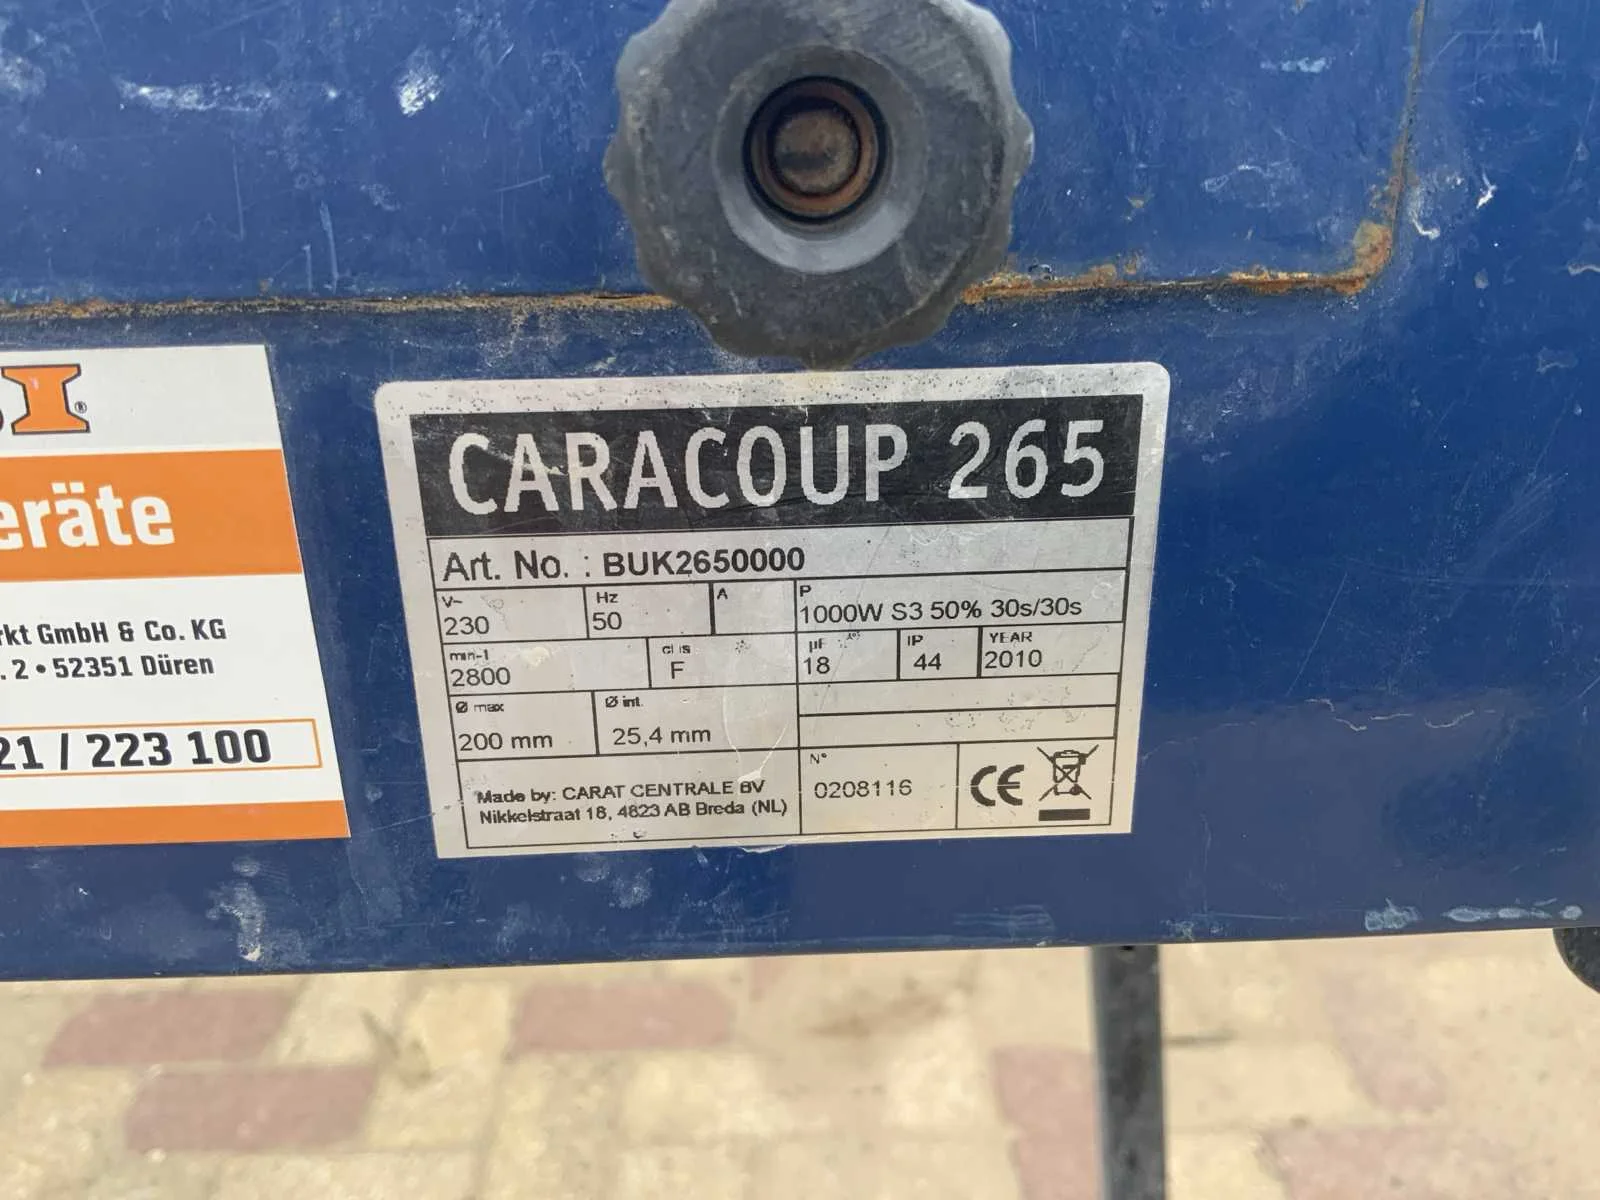 I®
eräte
rkt GmbH & Co. KG
. 2 • 52351 Düren
21 / 223 100
CARACOUP 265
Art. No. : BUK2650000
V~ Hz A P
230 50 1000W S3 50% 30s/30s
min-1 µF IP YEAR
2800 F 18 44 2010
Ø max Ø int.
200 mm 25,4 mm
N°
0208116
CE
Made by: CARAT CENTRALE BV
Nikkelstraat 18, 4823 AB Breda (NL)